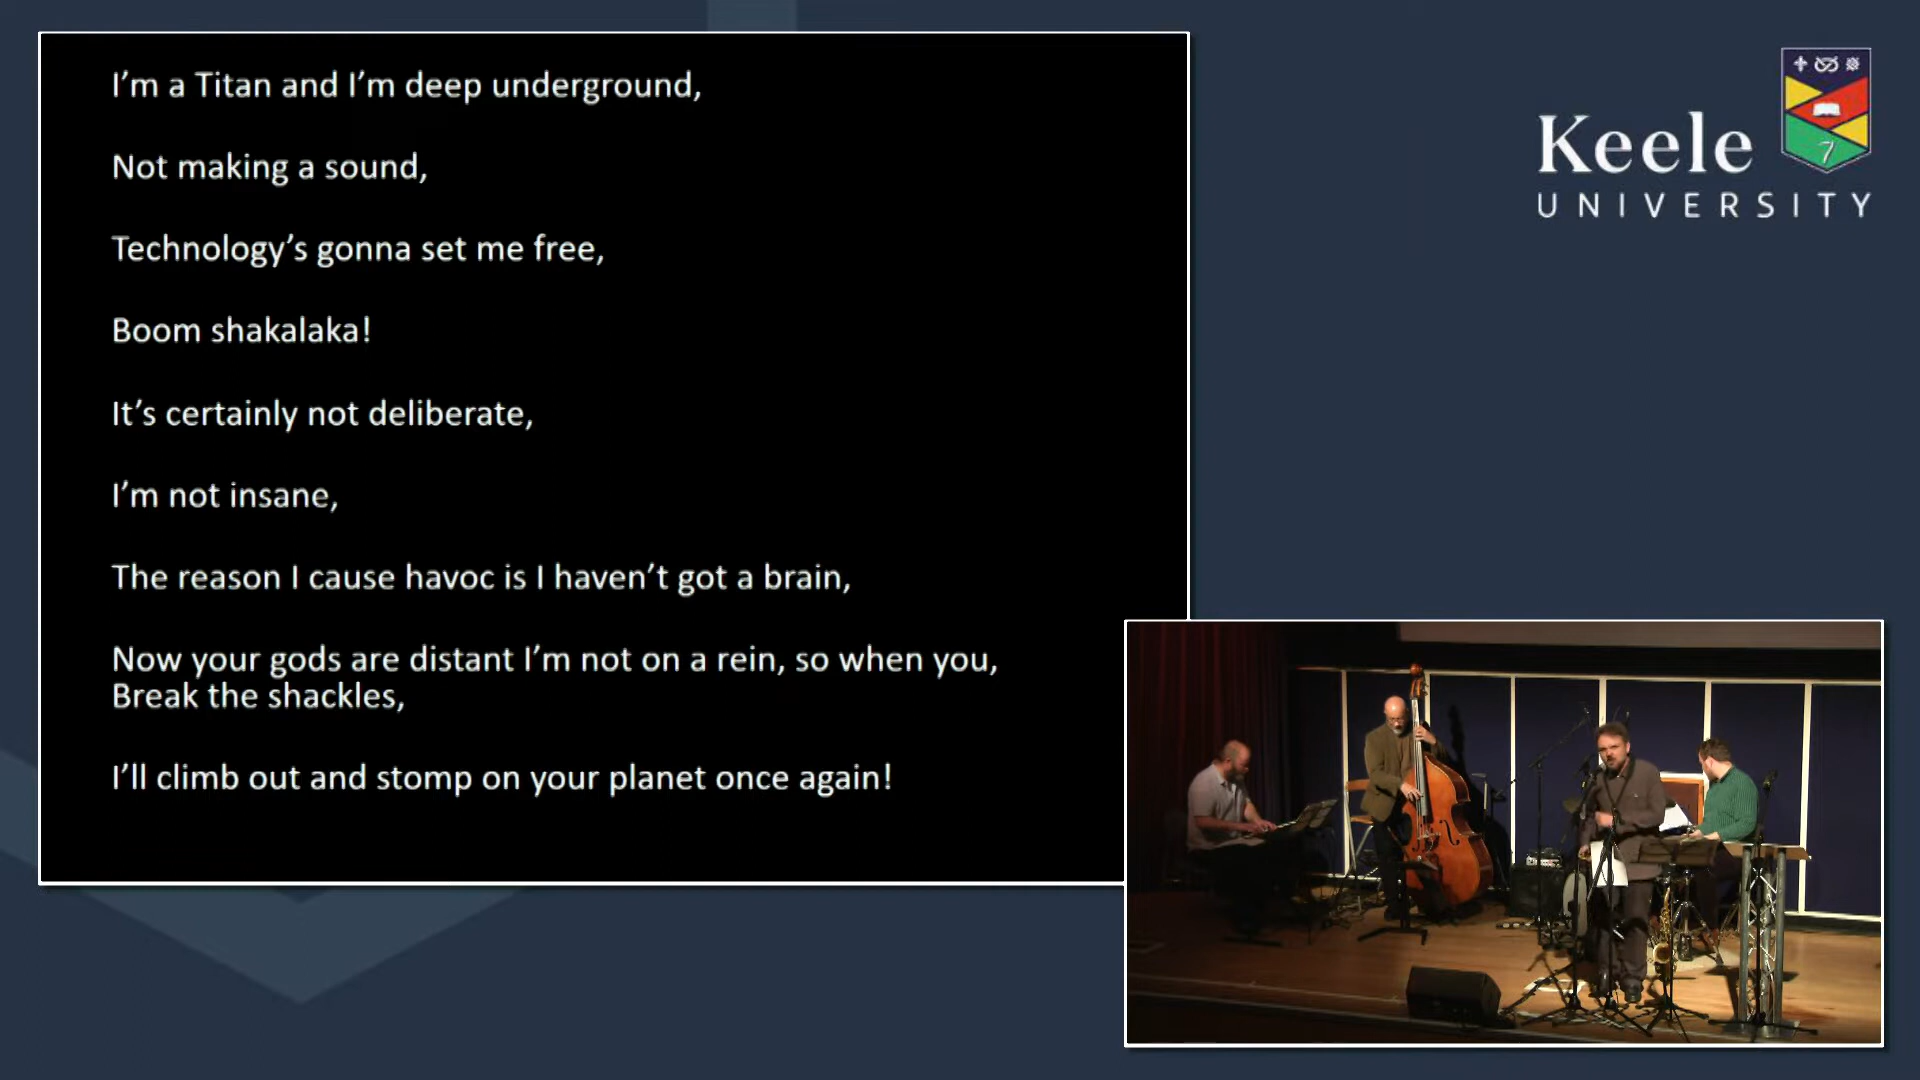 I’m a Titan and I’m deep underground,
Not making a sound,
Technology’s gonna set me free,
Boom shakalaka!
It’s certainly not deliberate,
I’m not insane,
The reason I cause havoc is I haven’t got a brain,
Now your gods are distant I’m not on a rein, so when you,
Break the shackles,
I’ll climb out and stomp on your planet once again!
Keele
UNIVERSITY